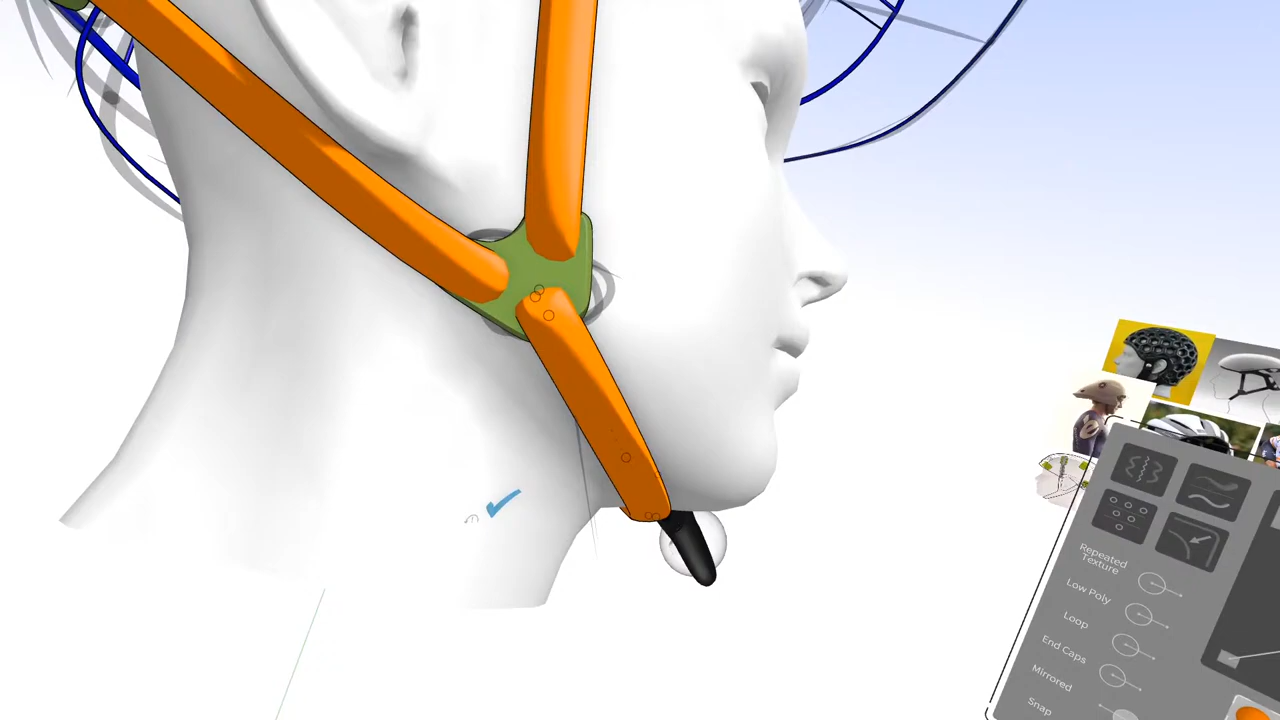 Repeated
Texture
Low Poly
Loop
End Caps
Mirrored
Snap